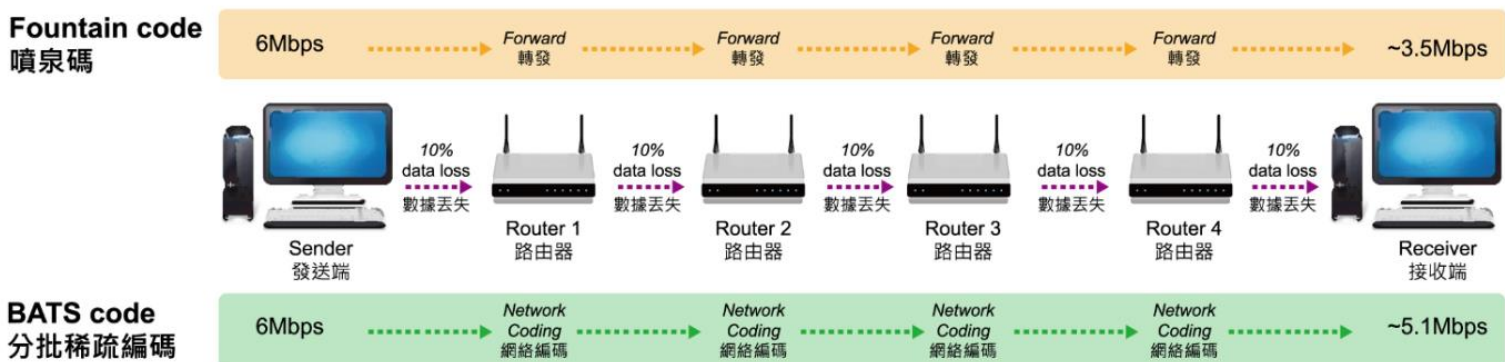 Fountain code
噴泉碼
6Mbps
Forward
轉發
Forward
轉發
Forward
轉發
Forward
轉發
~3.5Mbps
10%
data loss
數據丟失
10%
data loss
數據丟失
10%
data loss
數據丟失
10%
data loss
數據丟失
10%
data loss
數據丟失
Sender
發送端
Router 1
路由器
Router 2
路由器
Router 3
路由器
Router 4
路由器
Receiver
接收端
BATS code
分批稀疏編碼
6Mbps
Network
Coding
網絡編碼
Network
Coding
網絡編碼
Network
Coding
網絡編碼
Network
Coding
網絡編碼
~5.1Mbps